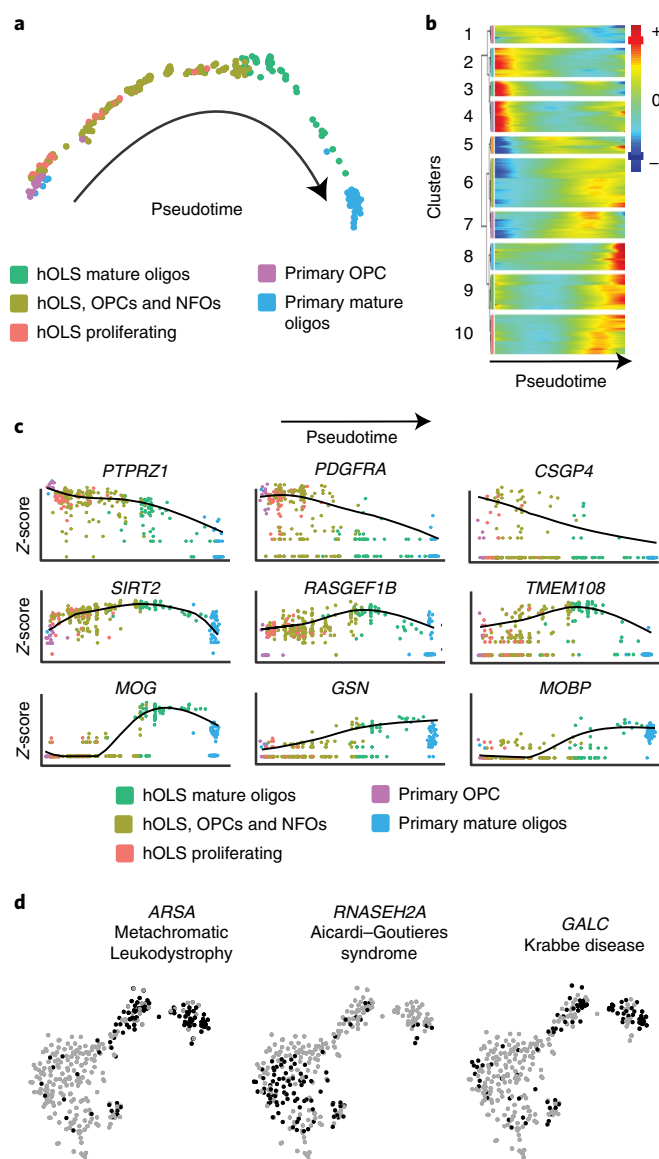 a
Pseudotime
hOLS mature oligos
hOLS, OPCs and NFOs
hOLS proliferating
Primary OPC
Primary mature
oligos
b
Clusters
1
2
3
4
5
6
7
8
9
10
+
0
–
Pseudotime
c
Pseudotime
PTPRZ1
PDGFRA
CSGP4
Z-score
SIRT2
RASGEF1B
TMEM108
Z-score
MOG
GSN
MOBP
Z-score
hOLS mature oligos
hOLS, OPCs and NFOs
hOLS proliferating
Primary OPC
Primary mature oligos
d
ARSA
Metachromatic
Leukodystrophy
RNASEH2A
Aicardi–Goutieres
syndrome
GALC
Krabbe disease